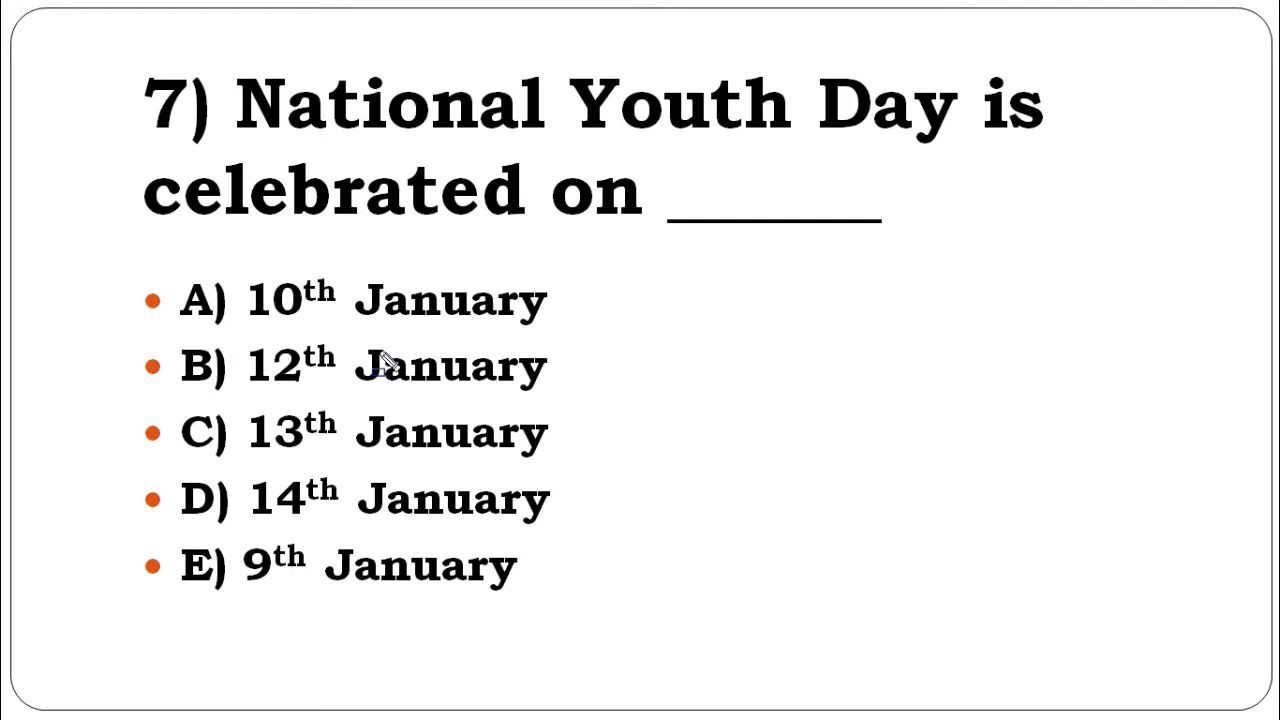 7) National Youth Day is
celebrated on ______
• A) 10th January
• B) 12th January
• C) 13th January
• D) 14th January
• E) 9th January